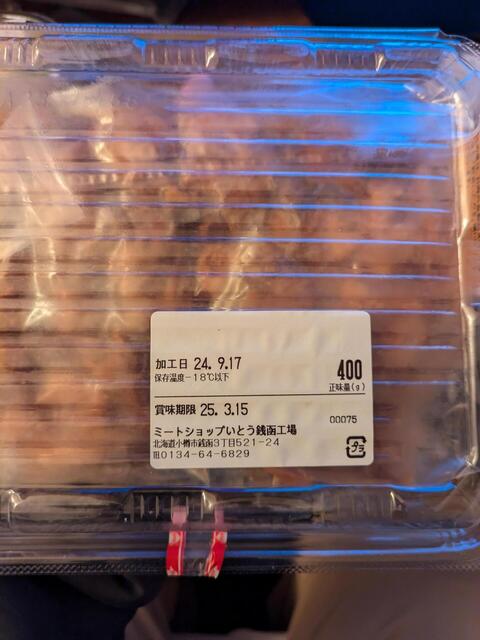 加工日 24. 9.17
保存温度-18℃以下
400
正味量(g)
賞味期限 25. 3.15
00075
ミートショップいとう銭函工場
北海道小樽市銭函3丁目521-24
℡0134-64-6829
プラ